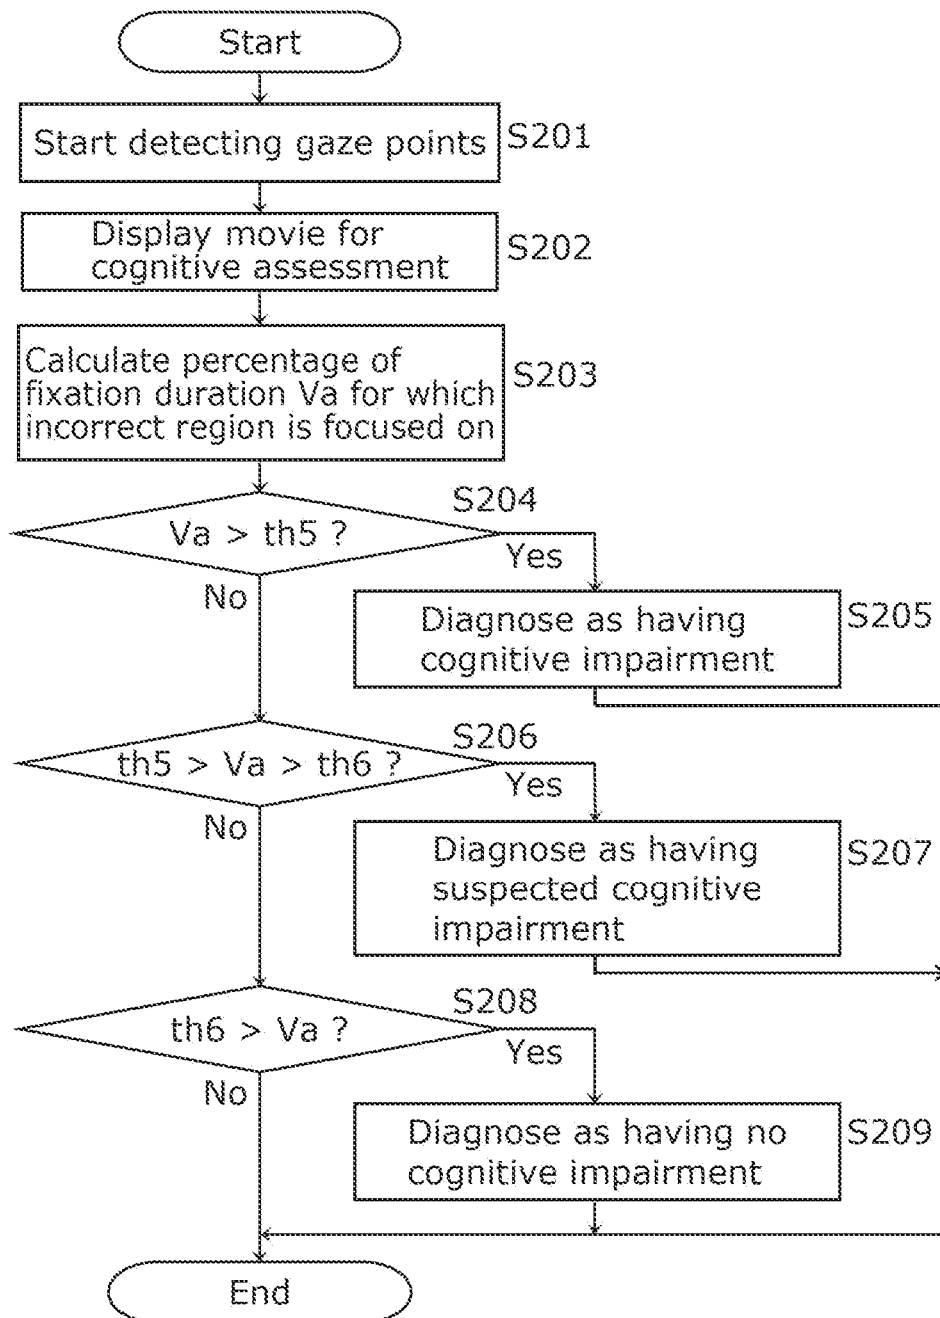 Start
Start detecting gaze points
S201
Display movie for
cognitive assessment
S202
Calculate percentage of
fixation duration Va for which
incorrect region is focused on
S203
S204
Va > th5 ?
Yes
No
Diagnose as having
cognitive impairment
S205
S206
th5 > Va > th6 ?
Yes
No
Diagnose as having
suspected cognitive
impairment
S207
S208
th6 > Va ?
Yes
No
Diagnose as having no
cognitive impairment
S209
End